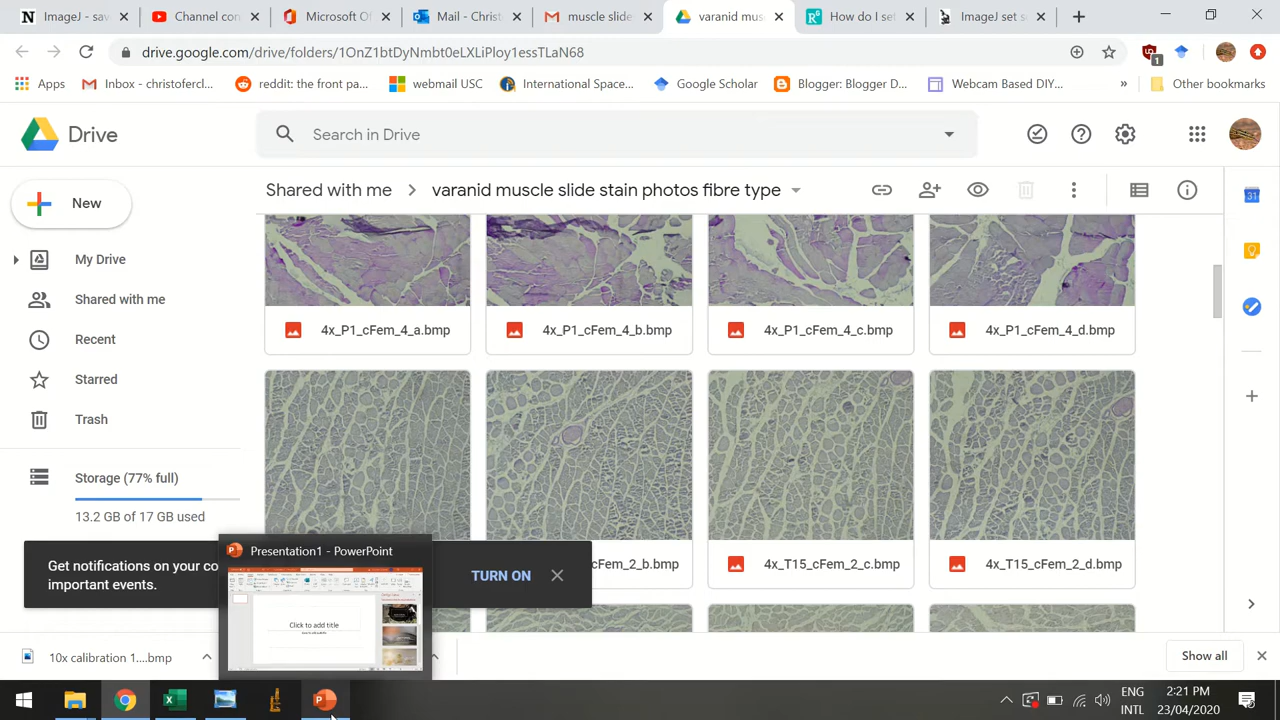 ImageJ - sav
Channel con
Microsoft Of
Mail - Christ
muscle slide
varanid mus
How do I set
ImageJ set s
drive.google.com/drive/folders/1OnZ1btDyNmbt0eLXLiPIoy1essTLaN68
1
Apps
Inbox - christofercl...
reddit: the front pa...
webmail USC
International Space...
Google Scholar
Blogger: Blogger D...
Webcam Based DIY...
»
Other bookmarks
Drive
Search in Drive
New
Shared with me > varanid muscle slide stain photos fibre type
31
My Drive
Shared with me
Recent
Starred
Trash
Storage (77% full)
13.2 GB of 17 GB used
4x_P1_cFem_4_a.bmp
4x_P1_cFem_4_b.bmp
4x_P1_cFem_4_c.bmp
4x_P1_cFem_4_d.bmp
cFem_2_b.bmp
4x_T15_cFem_2_c.bmp
4x_T15_cFem_2_d.bmp
Get notifications on your co
important events.
TURN ON
Presentation1 - PowerPoint
Click to add title
10x calibration 1....bmp
Show all
ENG
INTL
2:21 PM
23/04/2020